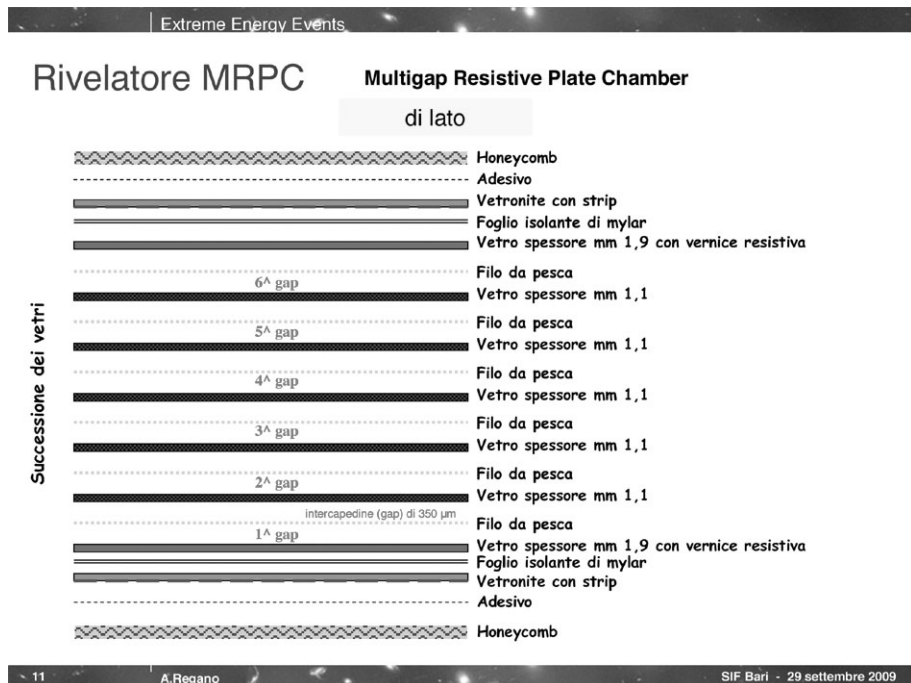 Extreme Energy Events
Rivelatore MRPC
Multigap Resistive Plate Chamber
di lato
Successione dei vetri
Honeycomb
Adesivo
Vetronite con strip
Foglio isolante di mylar
Vetro spessore mm 1,9 con vernice resistiva
Filo da pesca
6^ gap
Vetro spessore mm 1,1
Filo da pesca
5^ gap
Vetro spessore mm 1,1
Filo da pesca
4^ gap
Vetro spessore mm 1,1
Filo da pesca
3^ gap
Vetro spessore mm 1,1
Filo da pesca
2^ gap
Vetro spessore mm 1,1
intercapedine (gap) di 350 µm
Filo da pesca
1^ gap
Vetro spessore mm 1,9 con vernice resistiva
Foglio isolante di mylar
Vetronite con strip
Adesivo
Honeycomb
11
A.Regano
SIF Bari - 29 settembre 2009